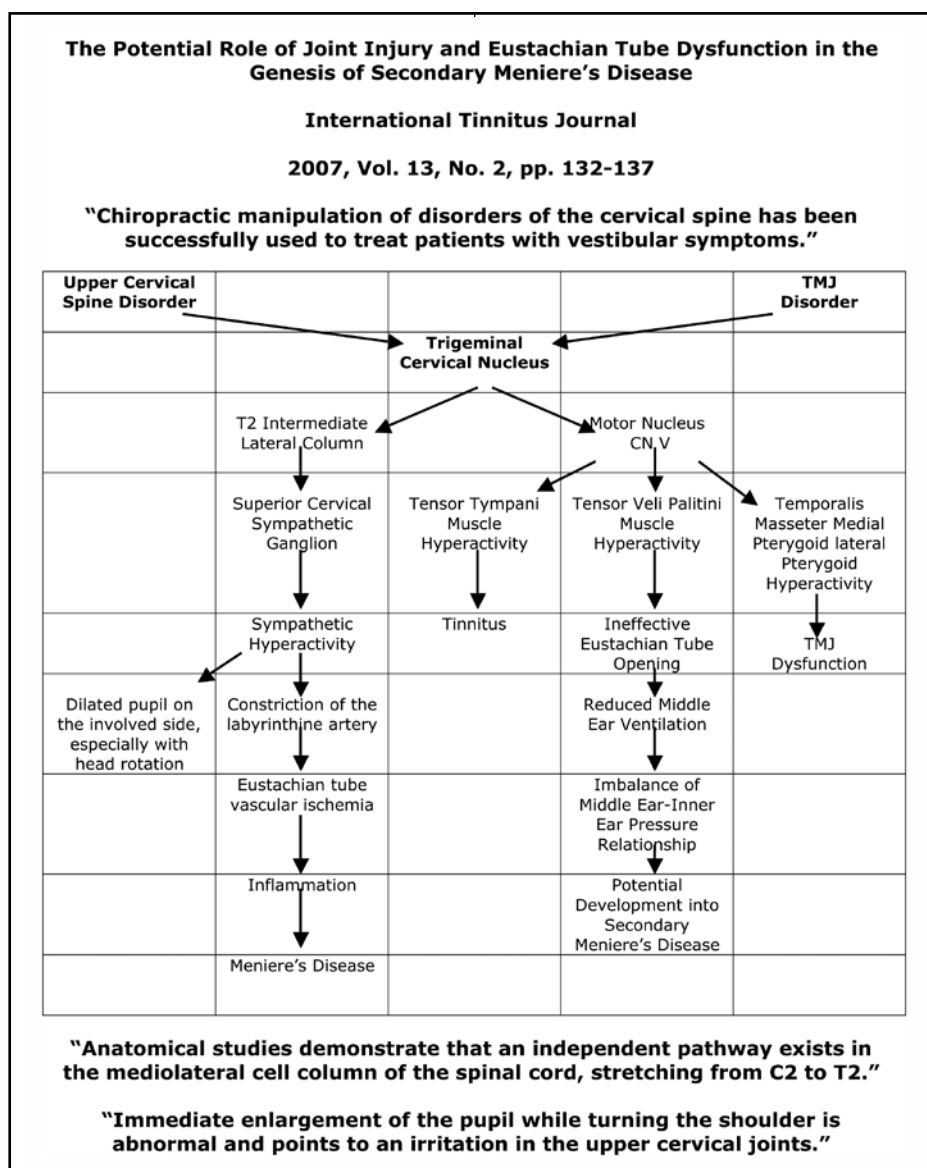 The Potential Role of Joint Injury and Eustachian Tube Dysfunction in the
Genesis of Secondary Meniere's Disease
International Tinnitus Journal
2007, Vol. 13, No. 2, pp. 132-137
“Chiropractic manipulation of disorders of the cervical spine has been
successfully used to treat patients with vestibular symptoms.”
Upper Cervical
Spine Disorder
TMJ
Disorder
Trigeminal
Cervical Nucleus
T2 Intermediate
Lateral Column
Motor Nucleus
CN V
Superior Cervical
Sympathetic
Ganglion
Tensor Tympani
Muscle
Hyperactivity
Tensor Veli Palitini
Muscle
Hyperactivity
Temporalis
Masseter Medial
Pterygoid lateral
Pterygoid
Hyperactivity
Sympathetic
Hyperactivity
Tinnitus
Ineffective
Eustachian Tube
Opening
TMJ
Dysfunction
Dilated pupil on
the involved side,
especially with
head rotation
Constriction of the
labyrinthine artery
Reduced Middle
Ear Ventilation
Eustachian tube
vascular ischemia
Imbalance of
Middle Ear-Inner
Ear Pressure
Relationship
Inflammation
Potential
Development into
Secondary
Meniere's Disease
Meniere's Disease
“Anatomical studies demonstrate that an independent pathway exists in
the mediolateral cell column of the spinal cord, stretching from C2 to T2.”
“Immediate enlargement of the pupil while turning the shoulder is
abnormal and points to an irritation in the upper cervical joints.”